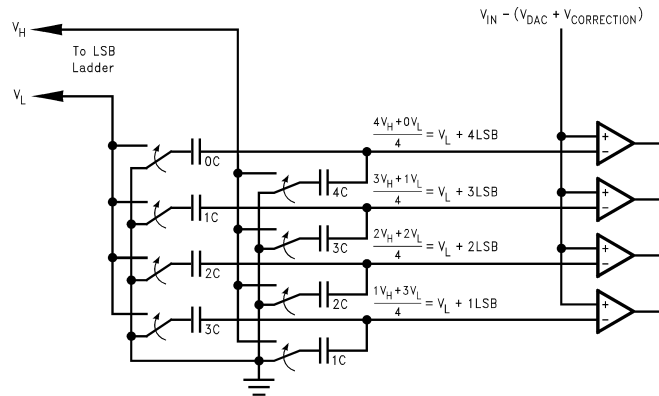 V_H
V_IN – (V_DAC + V_CORRECTION)
To LSB
Ladder
V_L
4V_H+0V_L
4
= V_L + 4LSB
+
−
0C
4C
3V_H+1V_L
4
= V_L + 3LSB
+
−
1C
3C
2V_H+2V_L
4
= V_L + 2LSB
+
−
2C
2C
1V_H+3V_L
4
= V_L + 1LSB
+
−
3C
1C